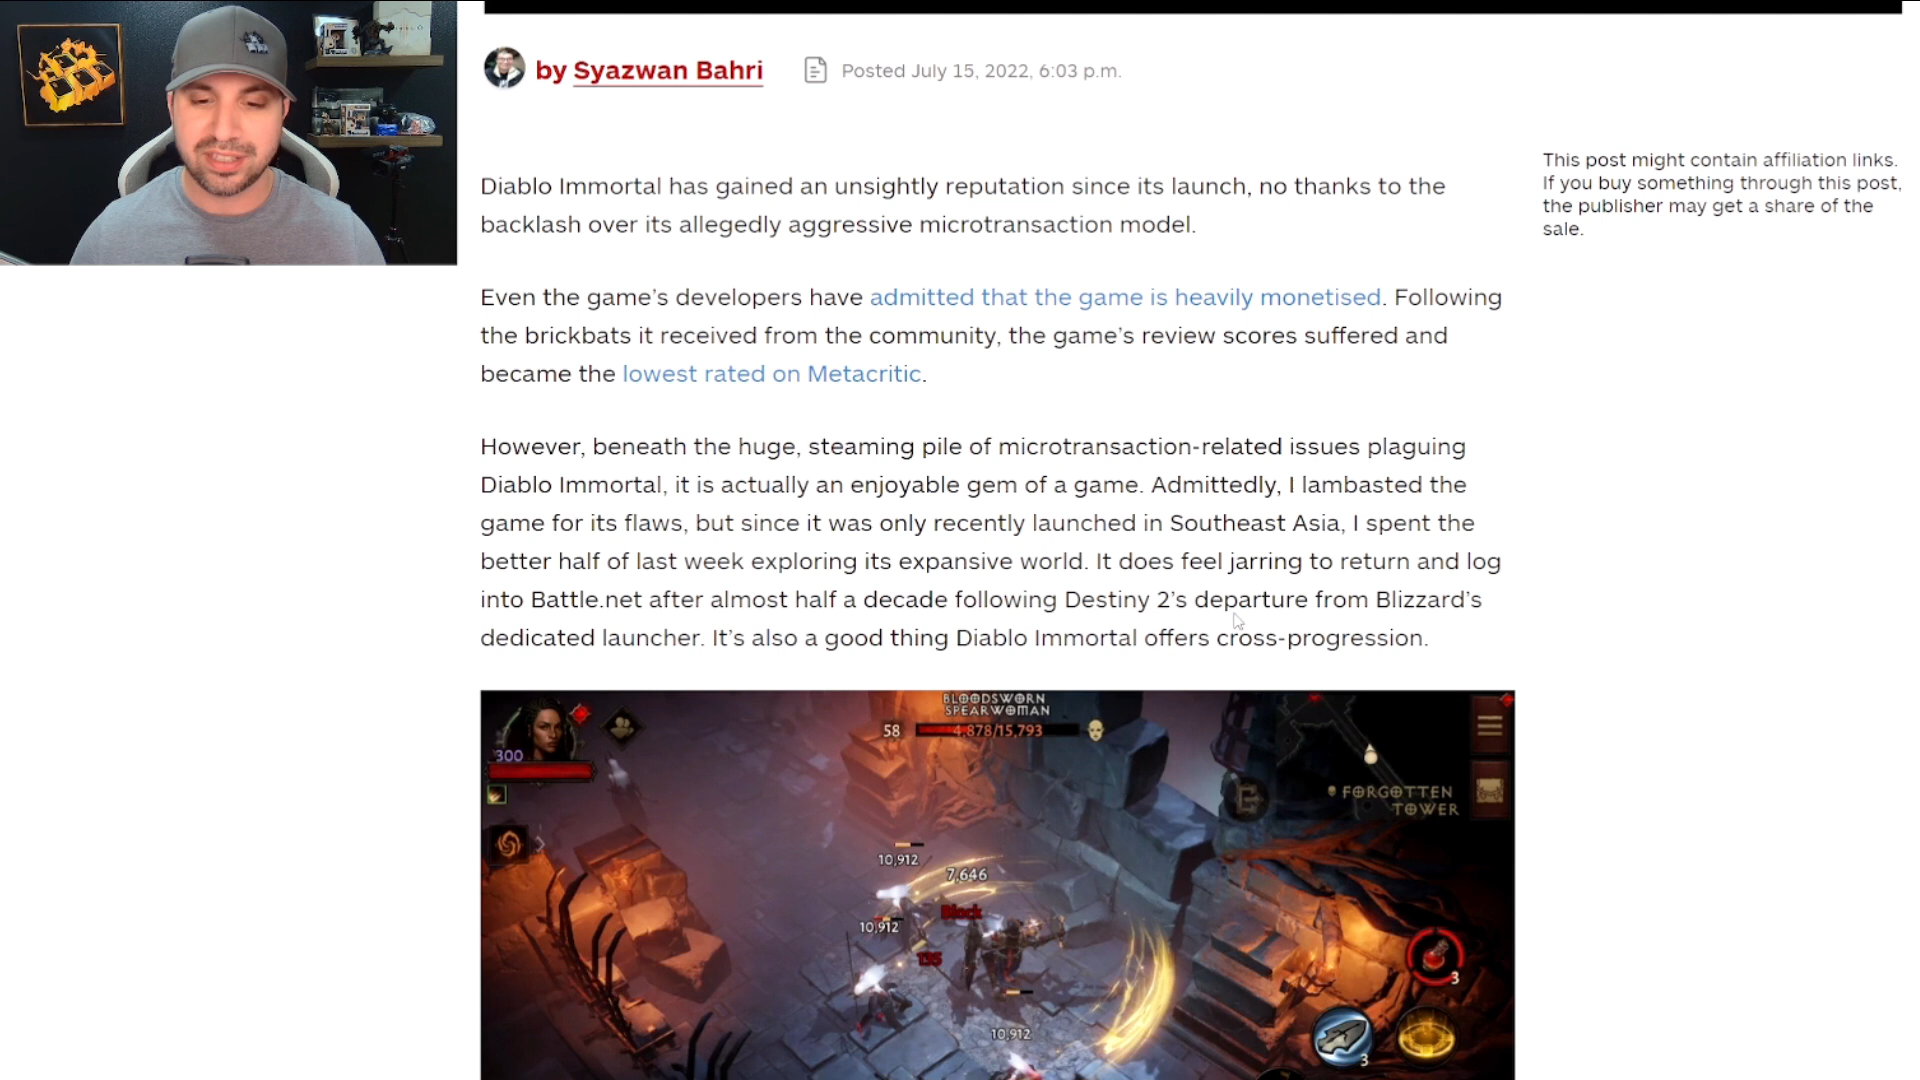 by Syazwan Bahri
Posted July 15, 2022, 6:03 p.m.
This post might contain affiliation links.
If you buy something through this post,
the publisher may get a share of the
sale.
Diablo Immortal has gained an unsightly reputation since its launch, no thanks to the
backlash over its allegedly aggressive microtransaction model.
Even the game's developers have admitted that the game is heavily monetised. Following
the brickbats it received from the community, the game's review scores suffered and
became the lowest rated on Metacritic.
However, beneath the huge, steaming pile of microtransaction-related issues plaguing
Diablo Immortal, it is actually an enjoyable gem of a game. Admittedly, I lambasted the
game for its flaws, but since it was only recently launched in Southeast Asia, I spent the
better half of last week exploring its expansive world. It does feel jarring to return and log
into Battle.net after almost half a decade following Destiny 2's departure from Blizzard's
dedicated launcher. It's also a good thing Diablo Immortal offers cross-progression.
BLOODSWORN
SPEARWOMAN
58 4,878/15,793
300
FORGOTTEN
TOWER
10,912
7,646
Block
10,912
135
3
10,912
3